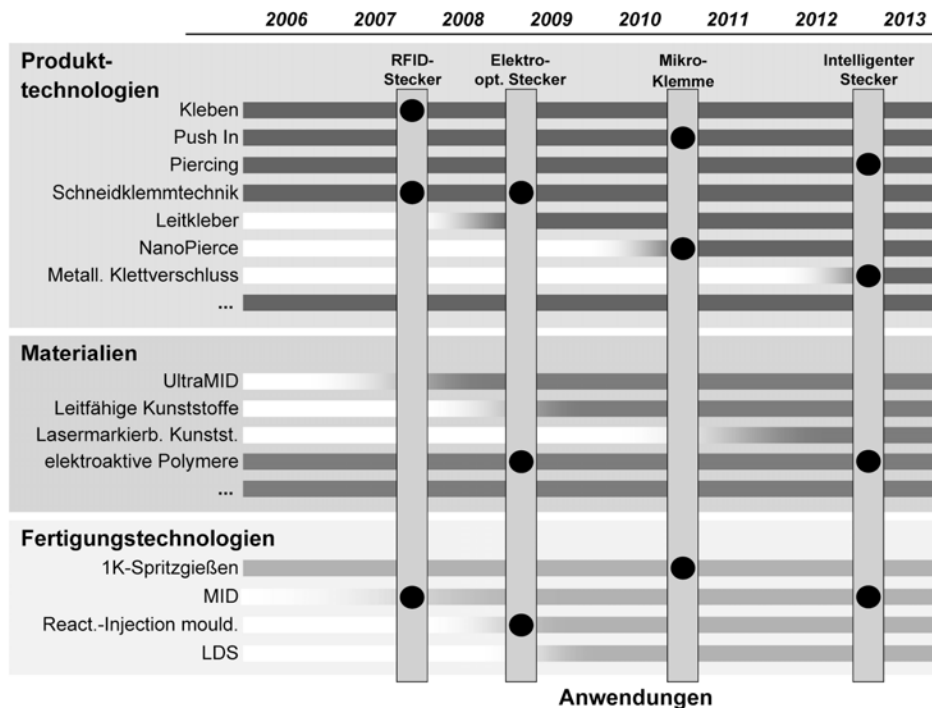 2006 2007 2008 2009 2010 2011 2012 2013
Produkt-
technologien
RFID-
Stecker
Elektro-
opt. Stecker
Mikro-
Klemme
Intelligenter
Stecker
Kleben
Push In
Piercing
Schneidklemmtechnik
Leitkleber
NanoPierce
Metall. Klettverschluss
...
Materialien
UltraMID
Leitfähige Kunststoffe
Lasermarkierb. Kunstst.
elektroaktive Polymere
...
Fertigungstechnologien
1K-Spritzgießen
MID
React.-Injection mould.
LDS
Anwendungen